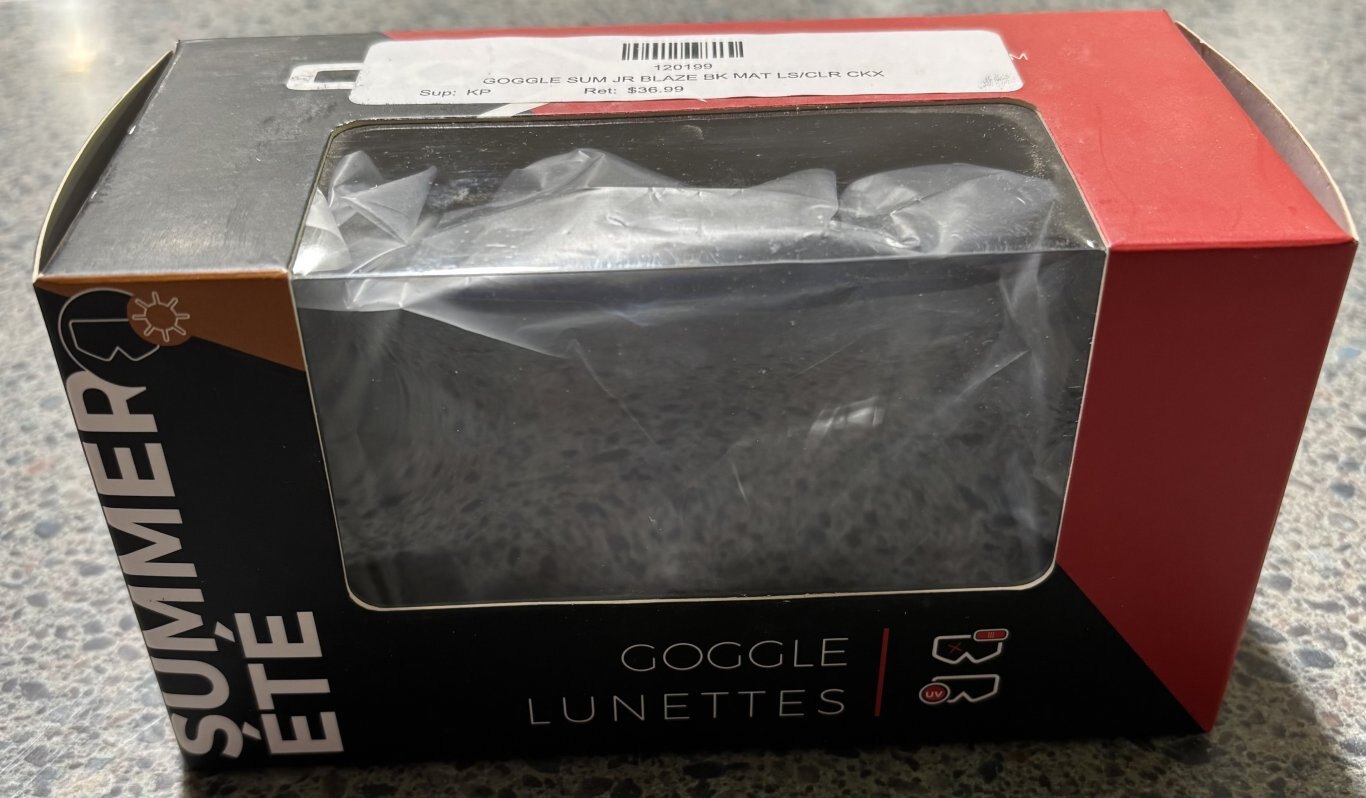 120199
GOGGLE SUM JR BLAZE BK MAT LS/CLR CKX
Sup: KP Ret: $36.99
SUMMER
ÉTÉ
GOGGLE
LUNETTES
UV